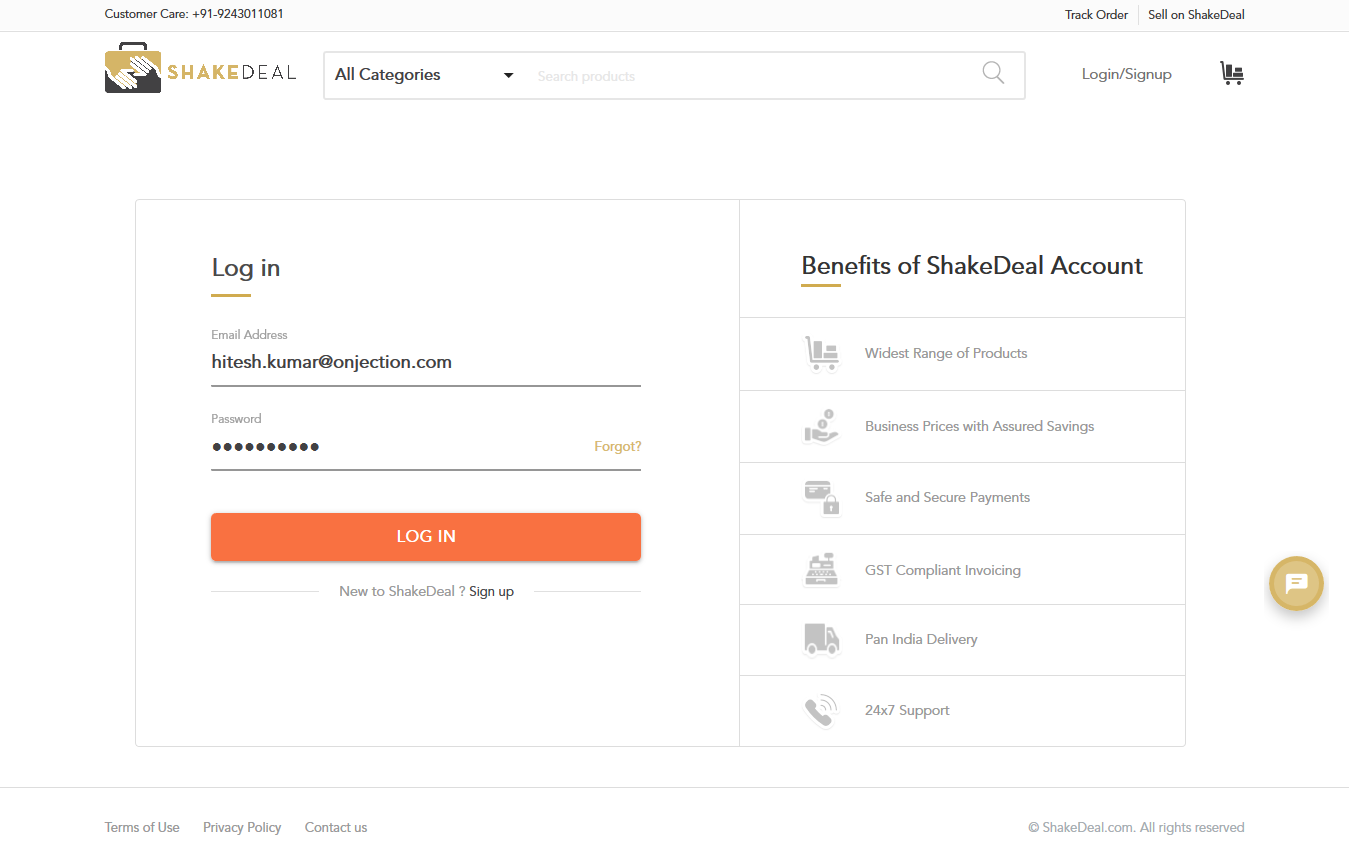 Customer Care: +91-9243011081
Track Order
Sell on ShakeDeal
SHAKEDEAL
All Categories
Search products
Login/Signup
Log in
Email Address
hitesh.kumar@onjection.com
Password
●●●●●●●●●●
Forgot?
LOG IN
New to ShakeDeal ? Sign up
Benefits of ShakeDeal Account
Widest Range of Products
Business Prices with Assured Savings
Safe and Secure Payments
GST Compliant Invoicing
Pan India Delivery
24x7 Support
Terms of Use
Privacy Policy
Contact us
© ShakeDeal.com. All rights reserved